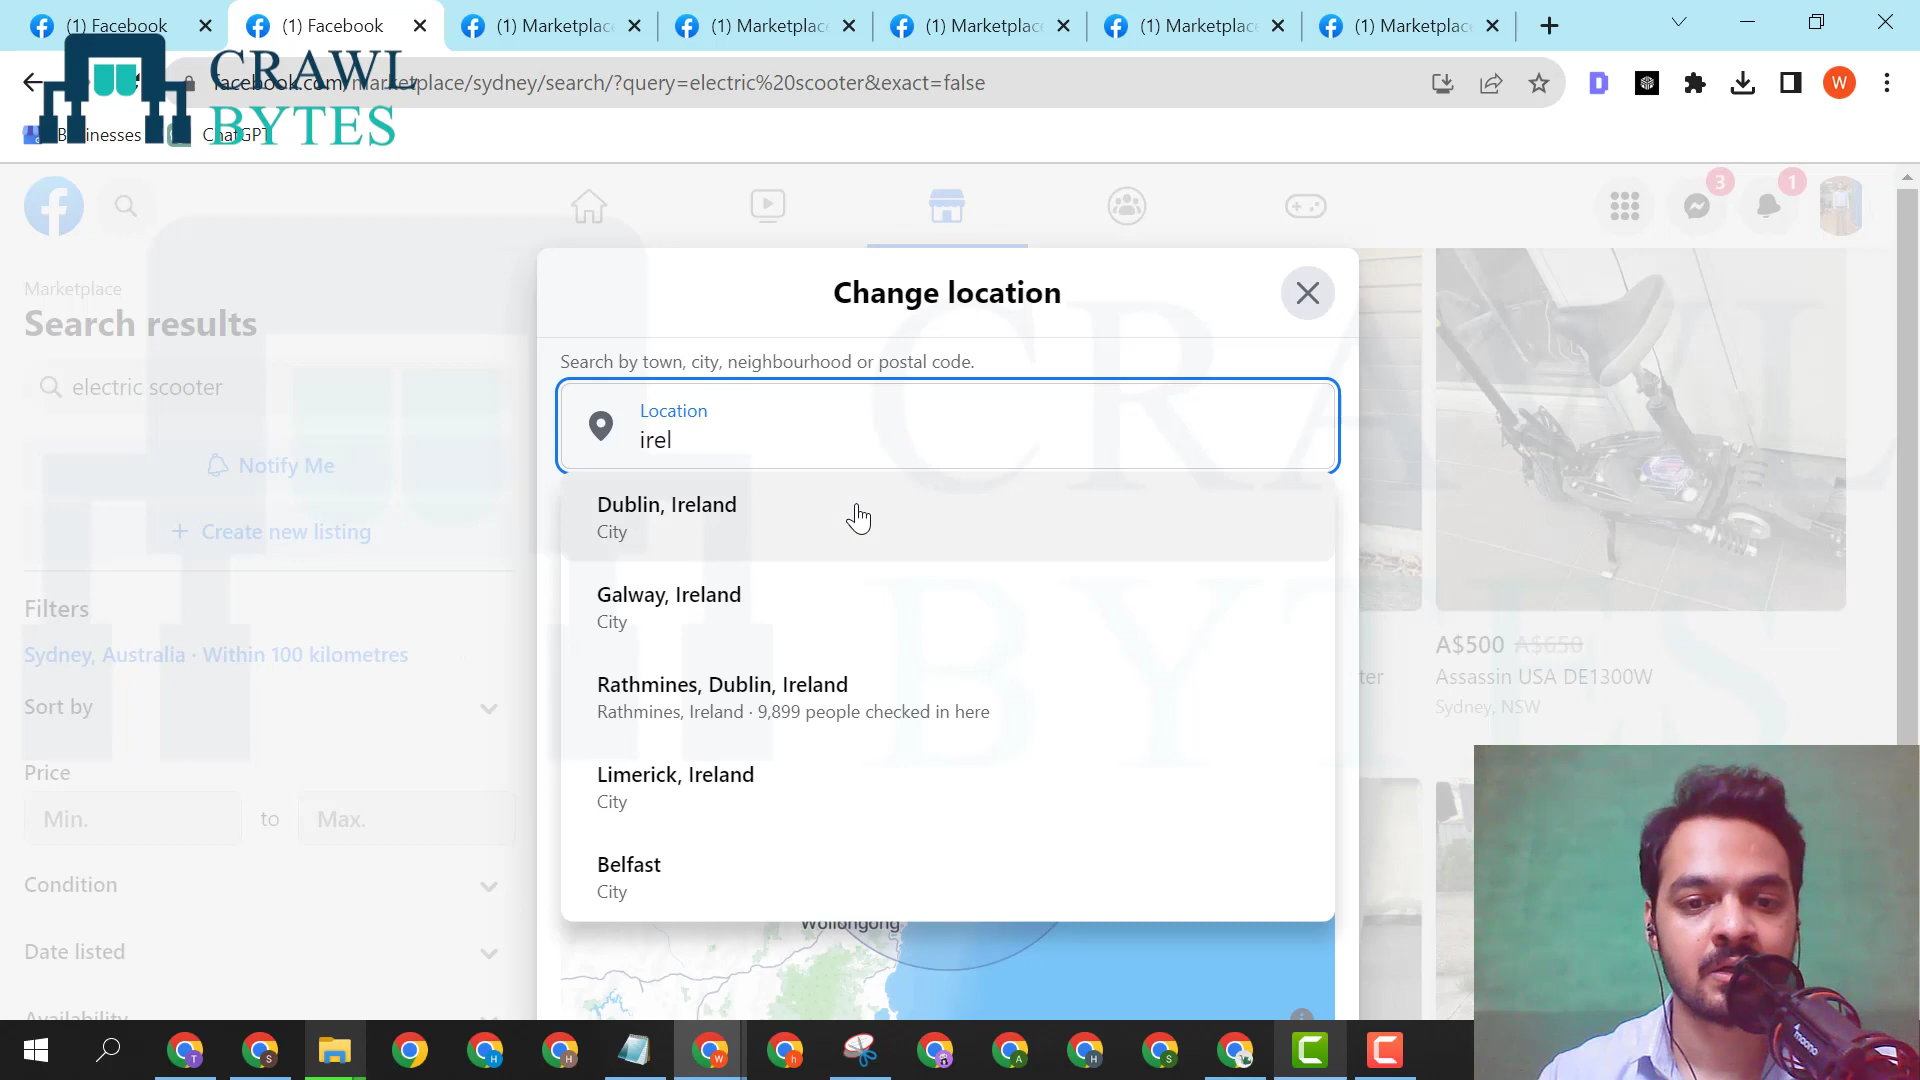 (1) Facebook
(1) Facebook
(1) Marketplac
(1) Marketplac
(1) Marketplac
(1) Marketplac
(1) Marketplac
CRAWL
BYTES
facebook.com/marketplace/sydney/search/?query=electric%20scooter&exact=false
W
Businesses
ChatGPT
3
1
Marketplace
Search results
electric scooter
Notify Me
+ Create new listing
Filters
Sydney, Australia · Within 100 kilometres
Sort by
Price
Min.
to
Max.
Condition
Date listed
Availability
Change location
Search by town, city, neighbourhood or postal code.
Location
irel
Dublin, Ireland
City
Galway, Ireland
City
Rathmines, Dublin, Ireland
Rathmines, Ireland · 9,899 people checked in here
Limerick, Ireland
City
Belfast
City
Wollongong
CRAWL
BYTES
ter
A$500 A$650
Assassin USA DE1300W
Sydney, NSW